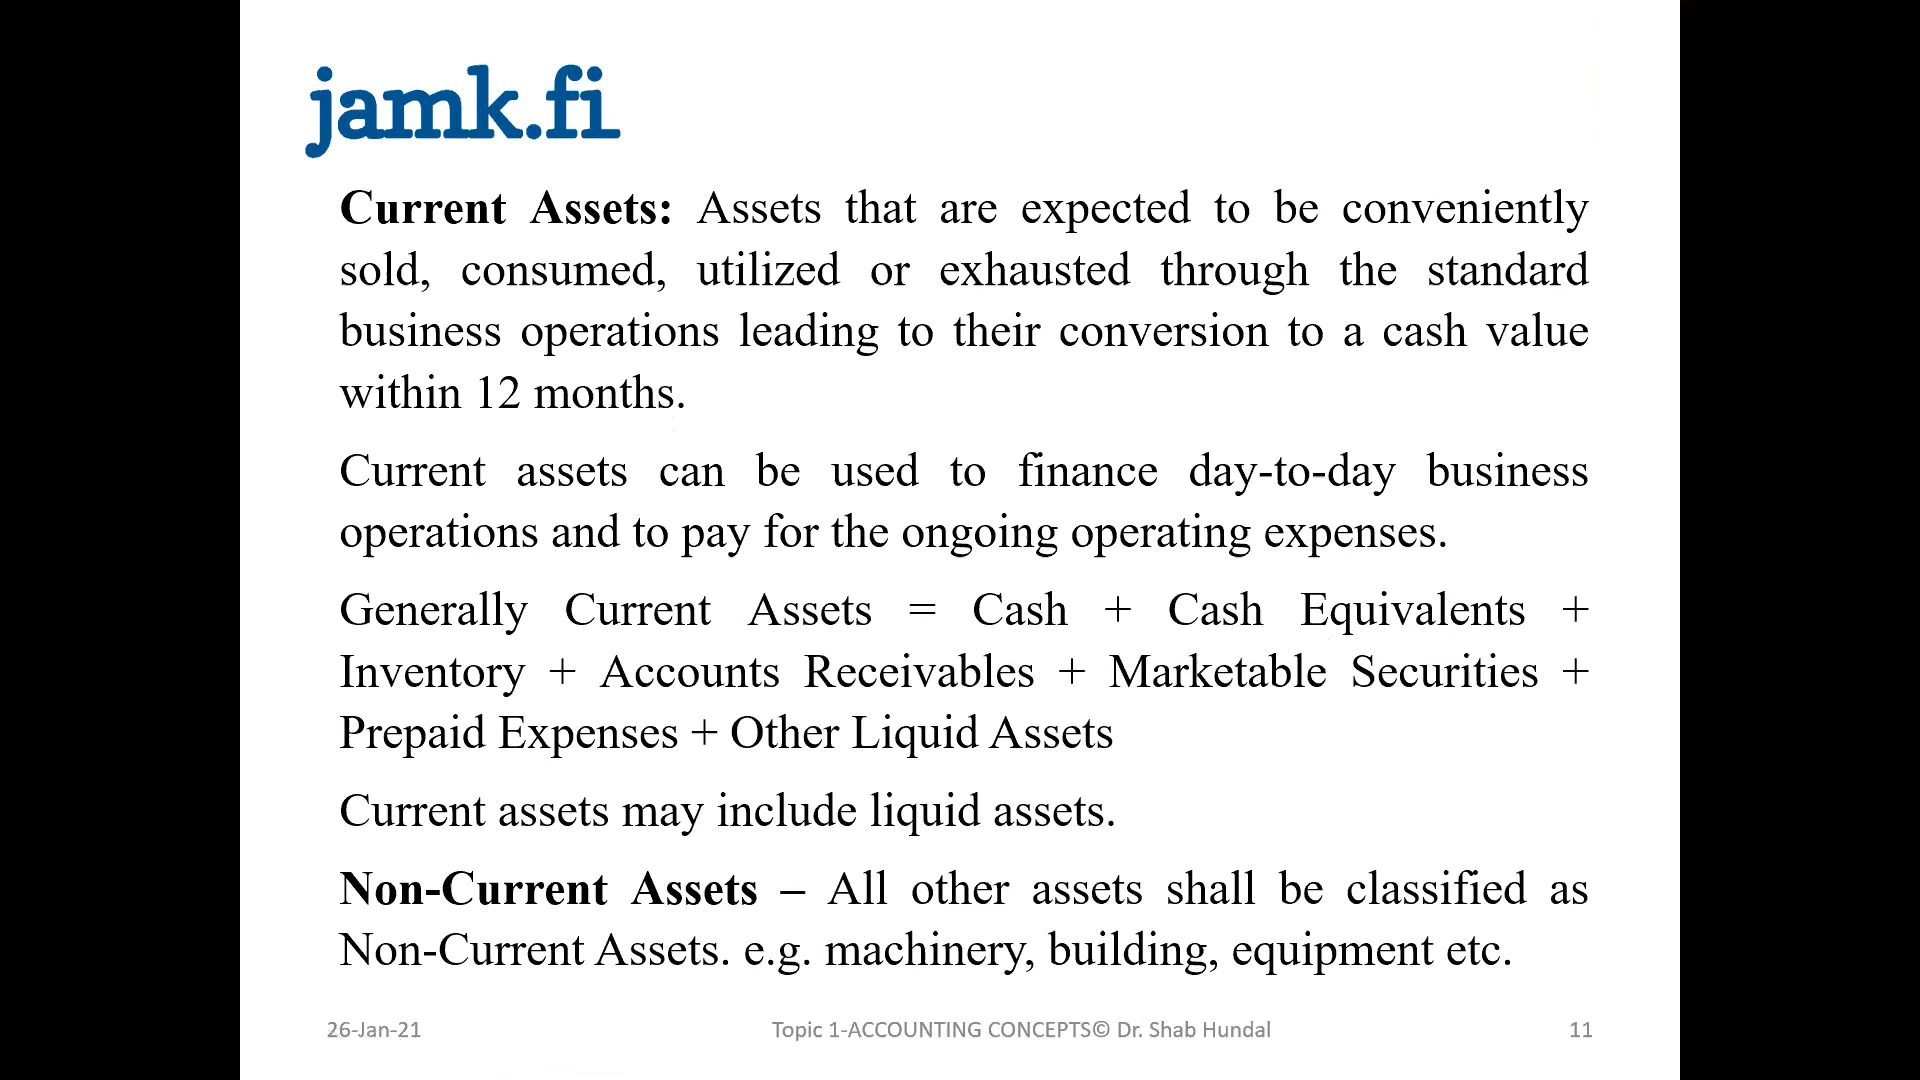 jamk.fi
Current Assets: Assets that are expected to be conveniently
sold, consumed, utilized or exhausted through the standard
business operations leading to their conversion to a cash value
within 12 months.
Current assets can be used to finance day-to-day business
operations and to pay for the ongoing operating expenses.
Generally Current Assets = Cash + Cash Equivalents +
Inventory + Accounts Receivables + Marketable Securities +
Prepaid Expenses + Other Liquid Assets
Current assets may include liquid assets.
Non-Current Assets – All other assets shall be classified as
Non-Current Assets. e.g. machinery, building, equipment etc.
26-Jan-21 Topic 1-ACCOUNTING CONCEPTS© Dr. Shab Hundal 11